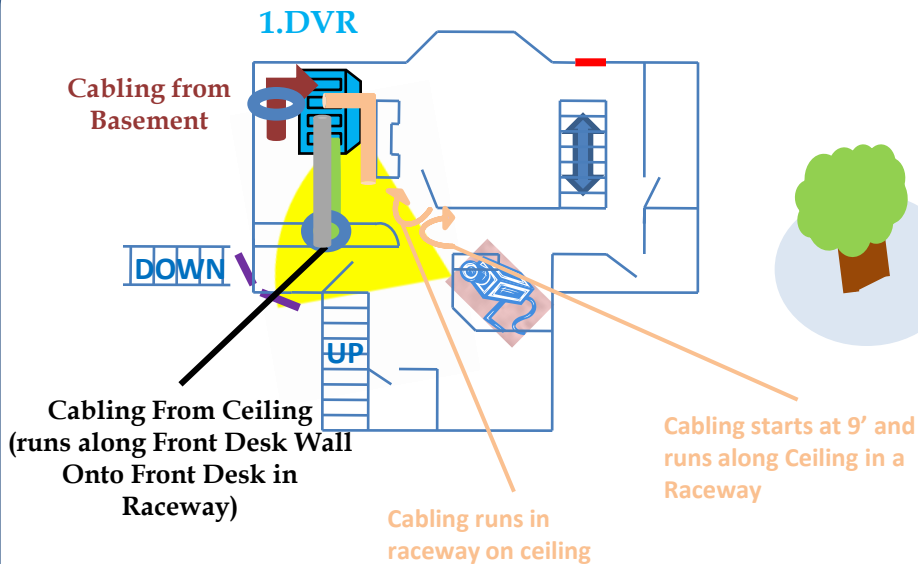 1.DVR
Cabling from
Basement
DOWN
UP
Cabling From Ceiling
(runs along Front Desk Wall
Onto Front Desk in
Raceway)
Cabling starts at 9’ and
runs along Ceiling in a
Raceway
Cabling runs in
raceway on ceiling